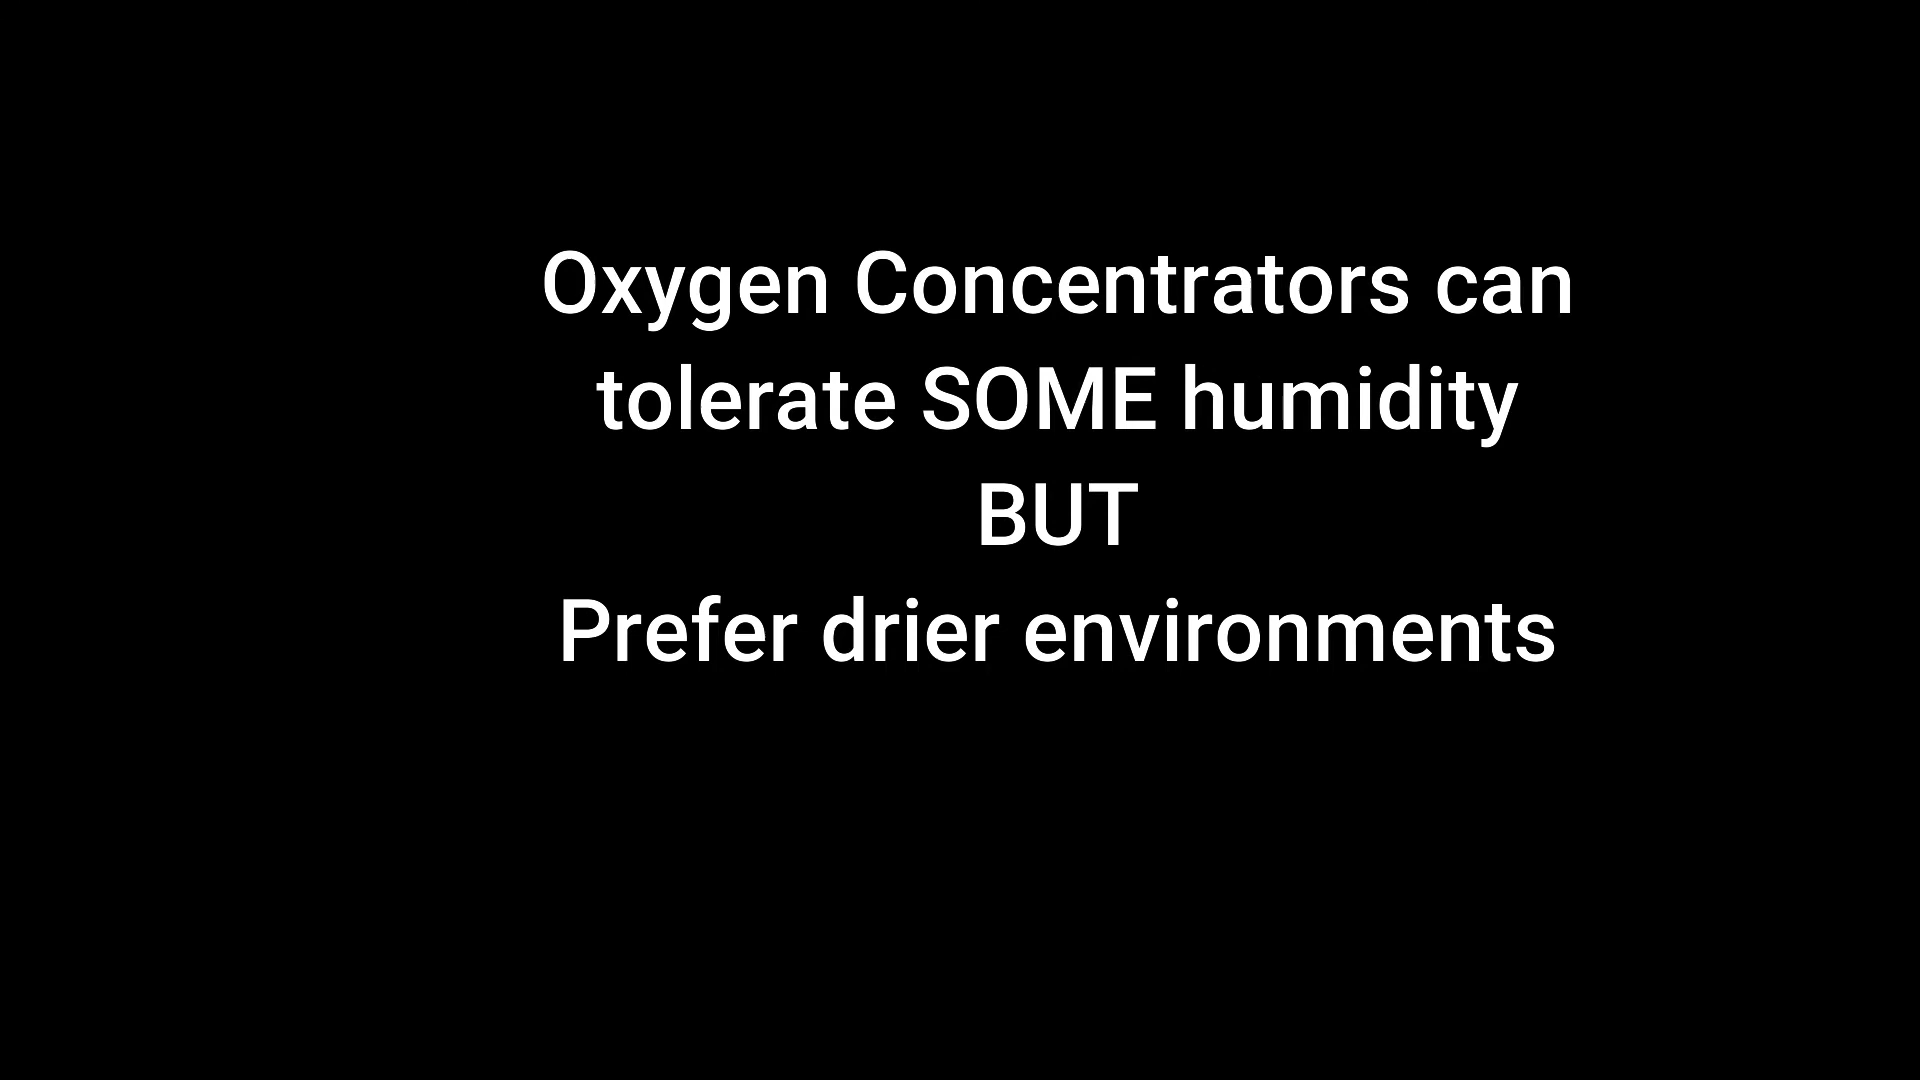 Oxygen Concentrators can
tolerate SOME humidity
BUT
Prefer drier environments